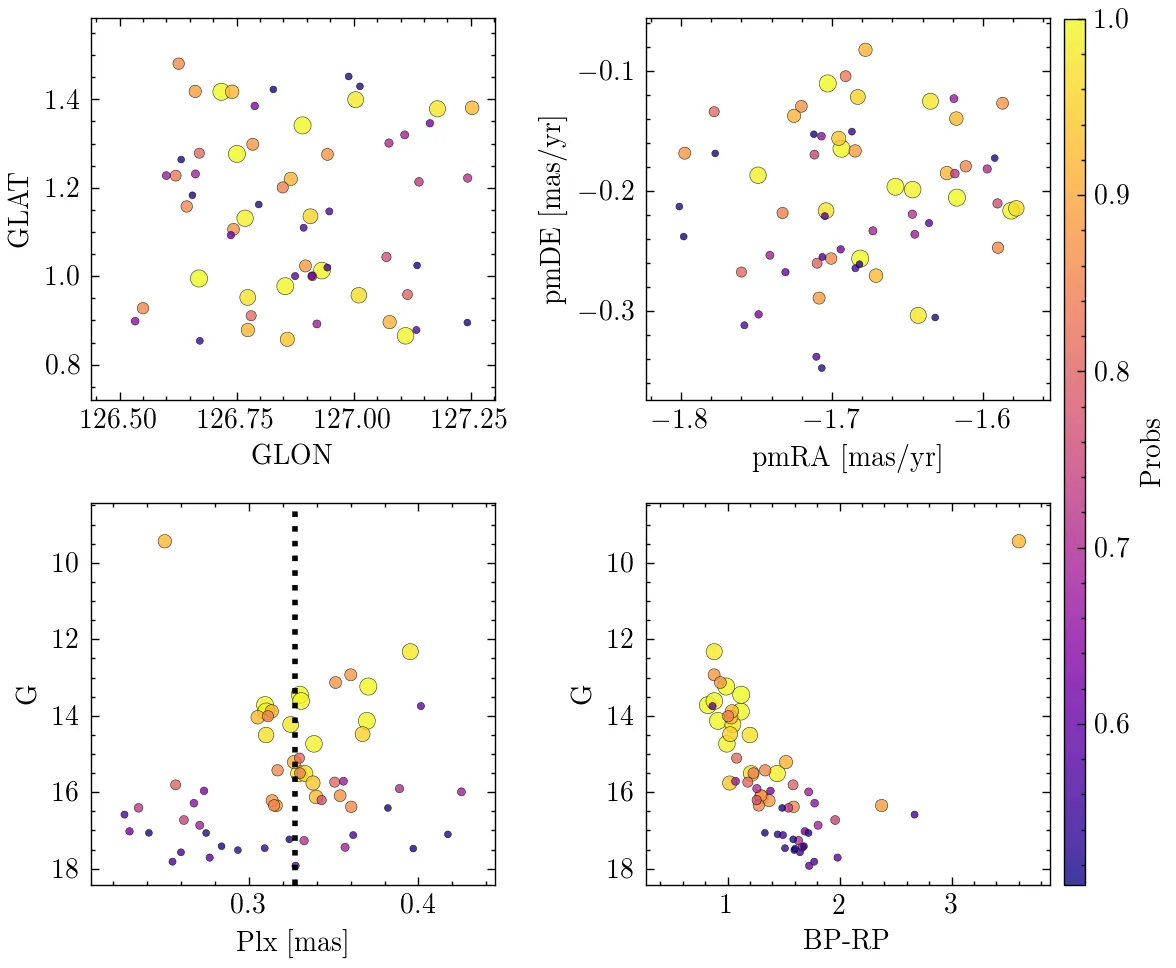 1.4
1.2
1.0
0.8
GLAT
126.50 126.75 127.00 127.25
GLON
−0.1
−0.2
−0.3
pmDE [mas/yr]
−1.8 −1.7 −1.6
pmRA [mas/yr]
10
12
14
16
18
G
0.3 0.4
Plx [mas]
10
12
14
16
18
G
1 2 3
BP-RP
1.0
0.9
0.8
0.7
0.6
Probs